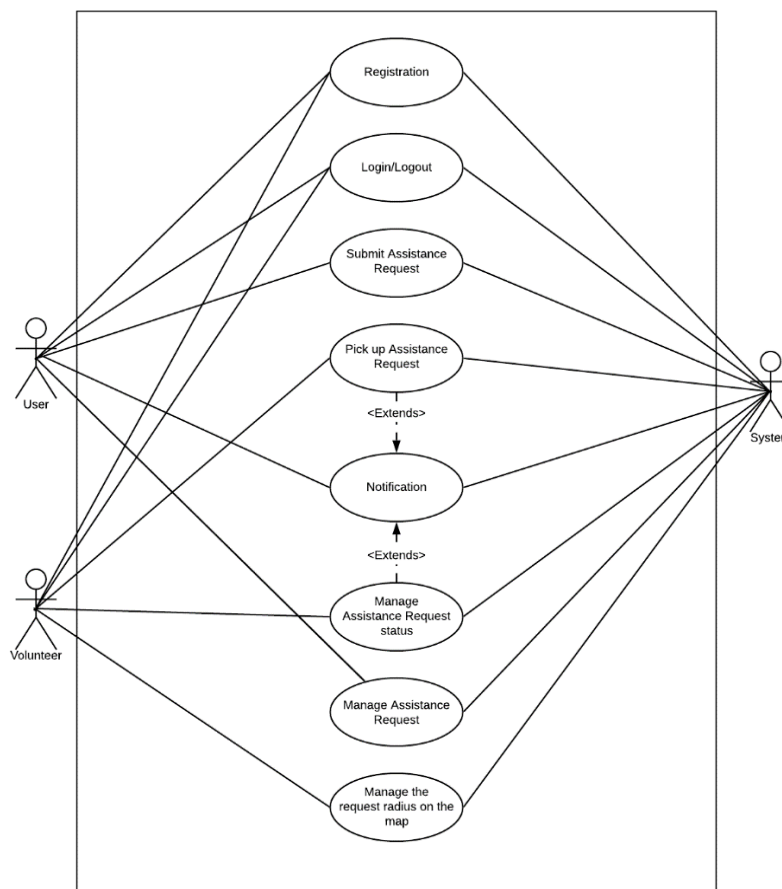 Registration
Login/Logout
Submit Assistance
Request
Pick up Assistance
Request
User
<Extends>
System
Notification
<Extends>
Manage
Assistance Request
status
Volunteer
Manage Assistance
Request
Manage the
request radius on the
map